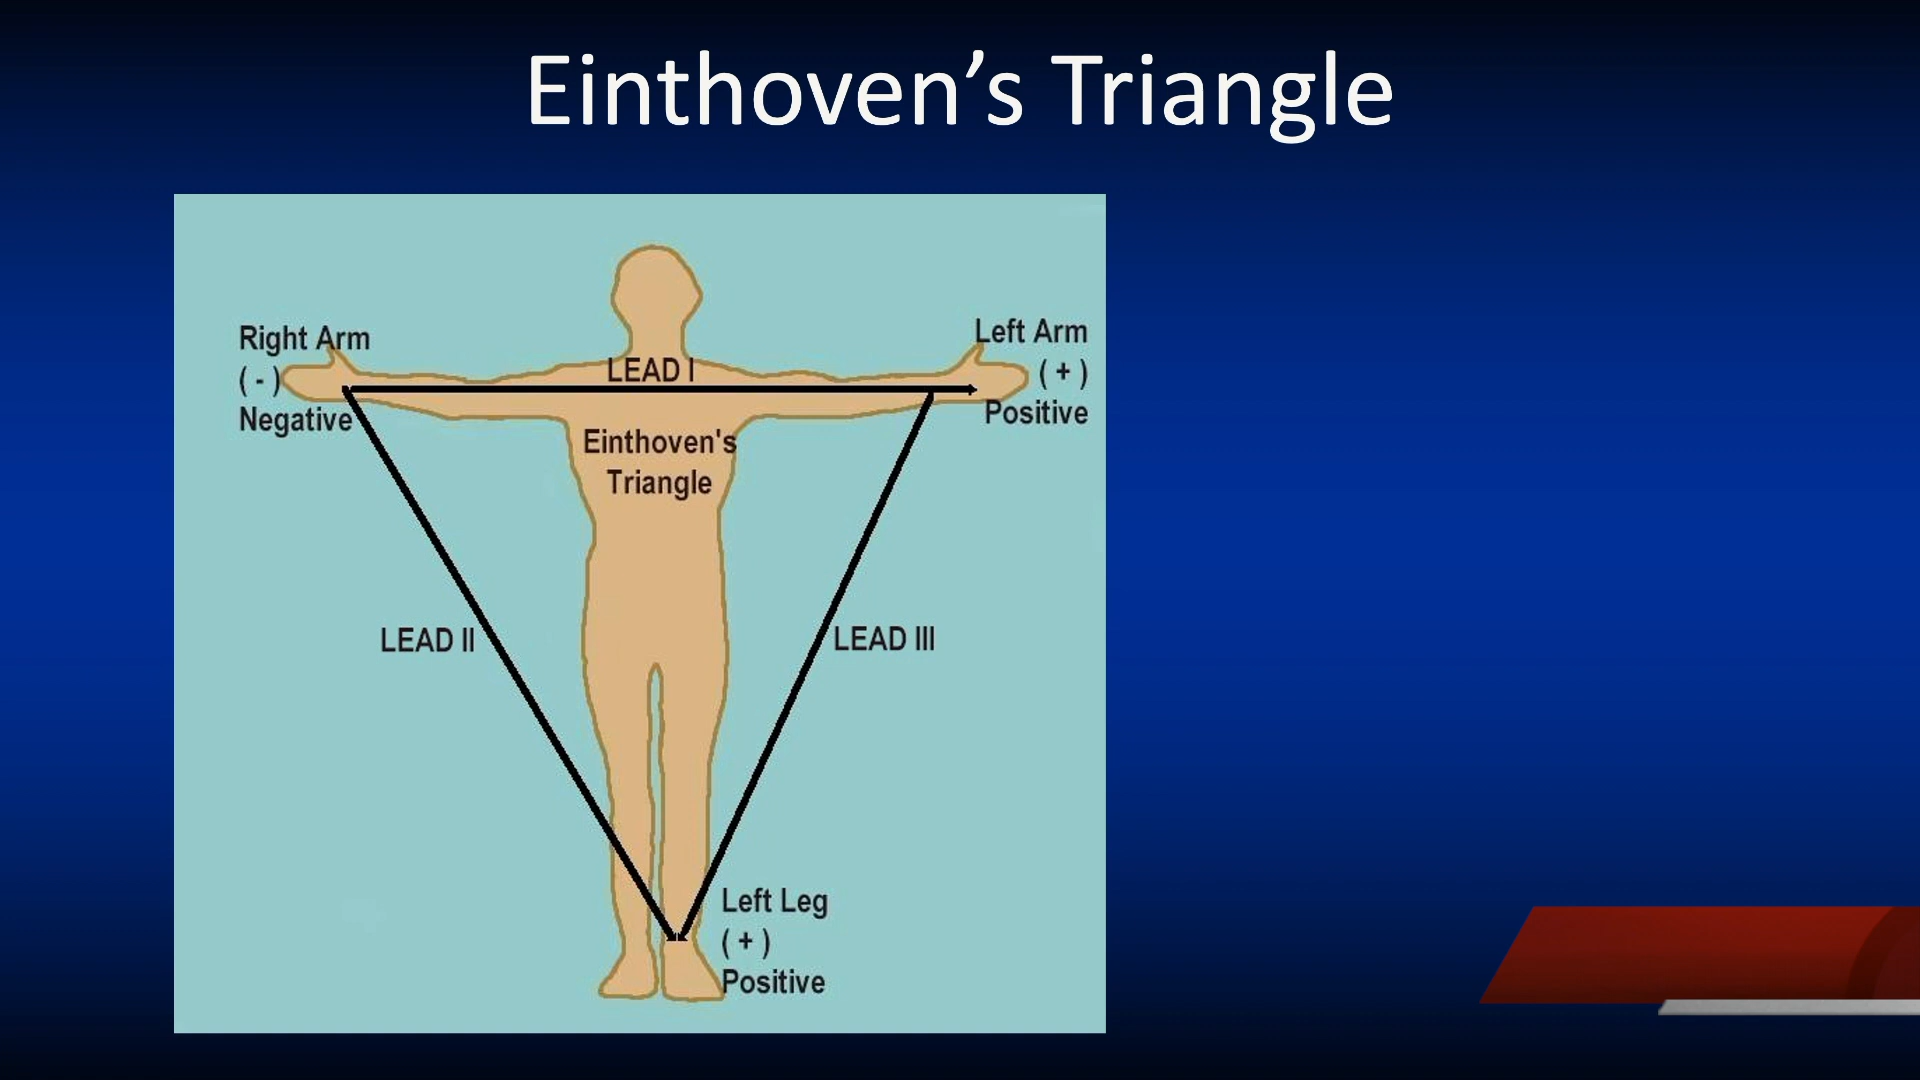 Einthoven’s Triangle
Right Arm
( - )
Negative
Left Arm
( + )
Positive
LEAD I
Einthoven's
Triangle
LEAD II
LEAD III
Left Leg
( + )
Positive